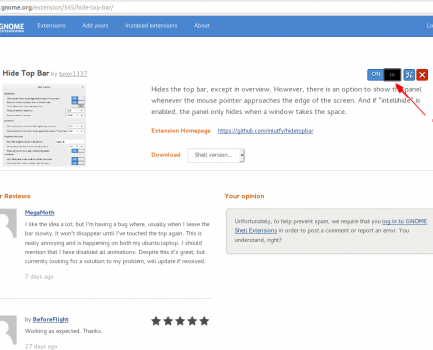 .gnome.org/extension/545/hide-top-bar/
GNOME
EXTENSIONS
Extensions
Add yours
Installed extensions
About
Lo
Hide Top Bar by tuxor1337
ON
Hides the top bar, except in overview. However, there is an option to show the panel
whenever the mouse pointer approaches the edge of the screen. And if "intellhide" is
enabled, the panel only hides when a window takes the space.
Extension Homepage https://github.com/mlutfy/hidetopbar
Download Shell version...
r Reviews
MegaMoth
I like the idea a lot, but I'm having a bug where, usually when I leave the
bar slowly, it won't disappear until I've touched the top again. This is
really annoying and is happening on both my ubuntu laptop. I should
mention that I have disabled all animations. Despite this it's great, but
currently looking for a solution to my problem, will update if resolved.
7 days ago
by BeforeFlight
Working as expected. Thanks.
27 days ago
Your opinion
Unfortunately, to help prevent spam, we require that you log in to GNOME
Shell Extensions in order to post a comment or report an error. You
understand, right?